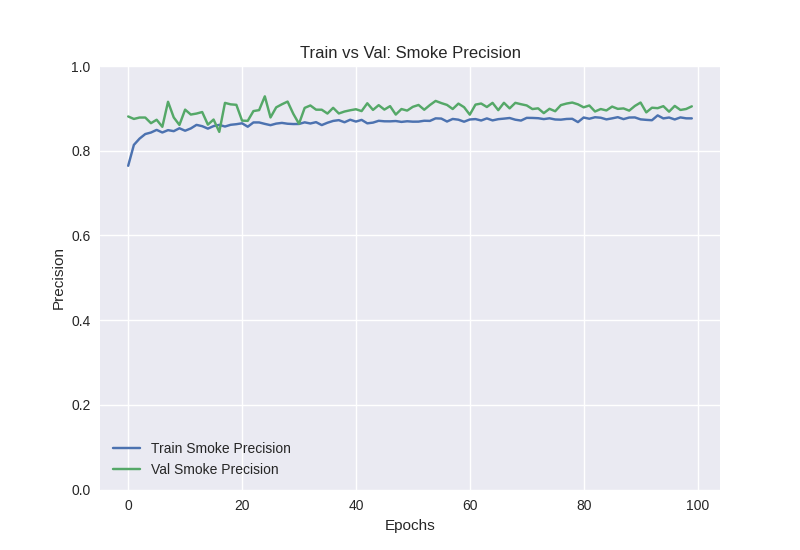 Train vs Val: Smoke Precision
1.0
0.8
0.6
0.4
0.2
0.0
Precision
Train Smoke Precision
Val Smoke Precision
0 20 40 60 80 100
Epochs